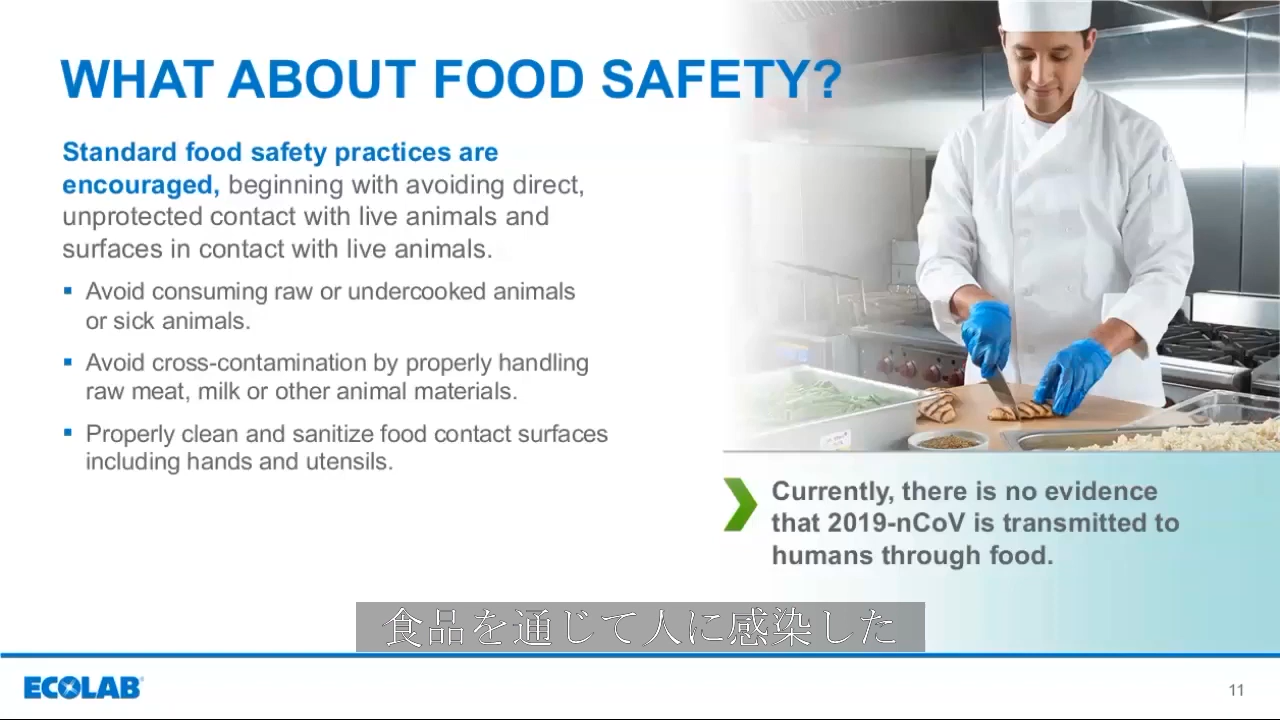 WHAT ABOUT FOOD SAFETY?
Standard food safety practices are
encouraged, beginning with avoiding direct,
unprotected contact with live animals and
surfaces in contact with live animals.
▪ Avoid consuming raw or undercooked animals
or sick animals.
▪ Avoid cross-contamination by properly handling
raw meat, milk or other animal materials.
▪ Properly clean and sanitize food contact surfaces
including hands and utensils.
Currently, there is no evidence
that 2019-nCoV is transmitted to
humans through food.
食品を通じて人に感染した
ECOLAB®
11